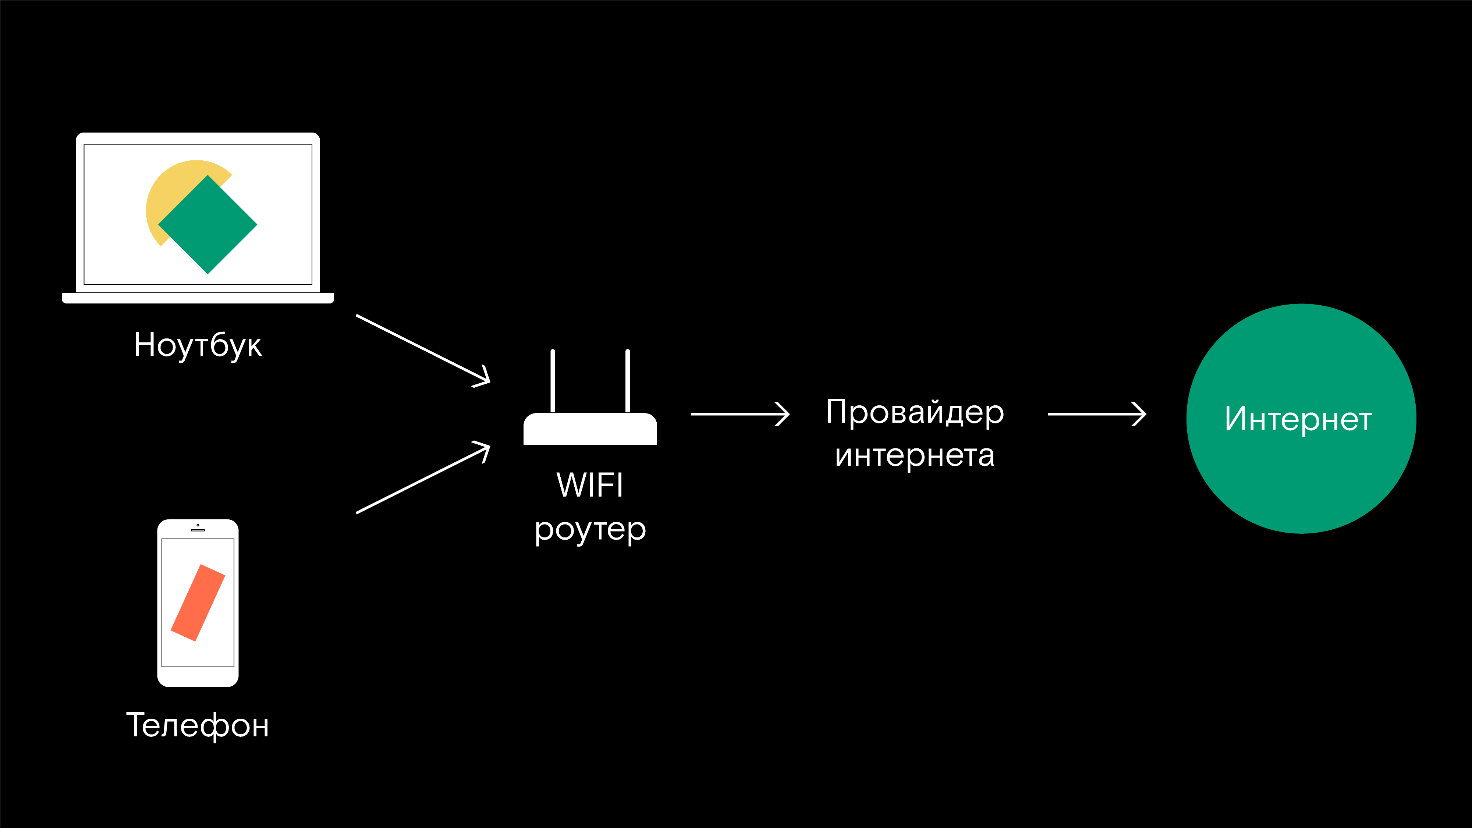 Ноутбук
Телефон
WIFI
роутер
Провайдер
интернета
Интернет